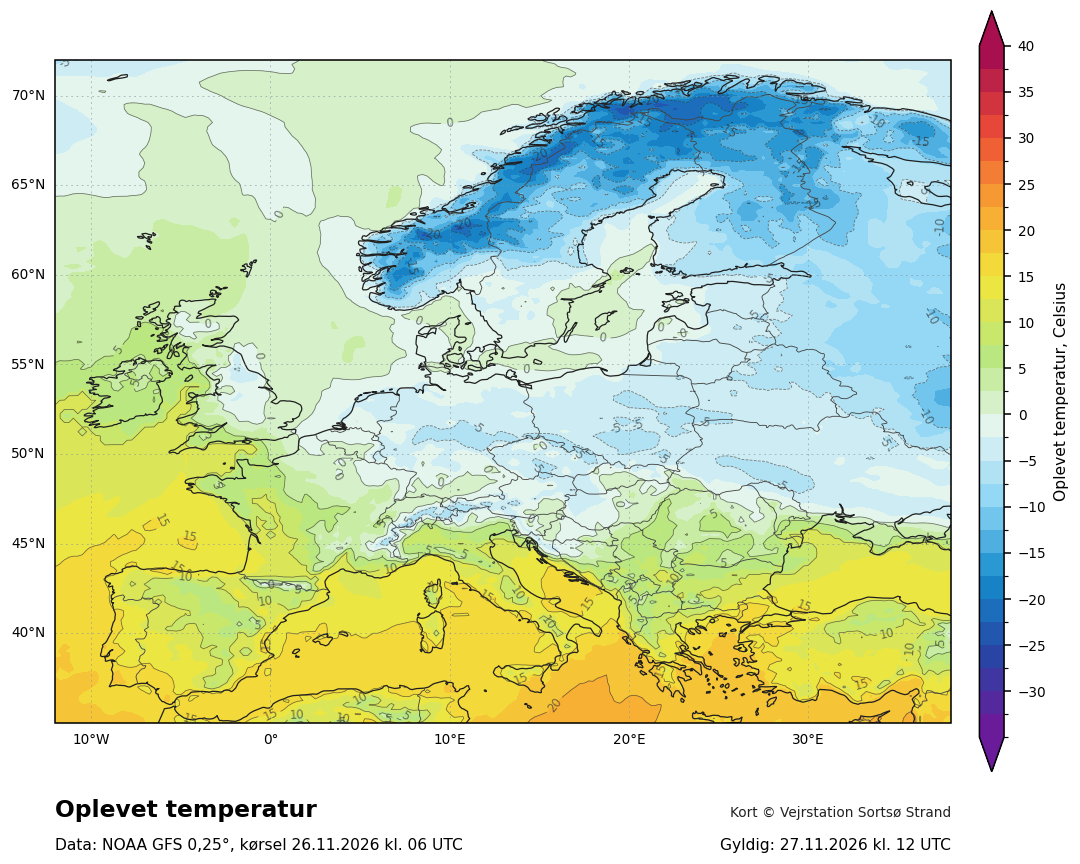 70°N
65°N
60°N
55°N
50°N
45°N
40°N
10°W
0°
10°E
20°E
30°E
40
35
30
25
20
15
10
5
0
−5
−10
−15
−20
−25
−30
Oplevet temperatur, Celsius
Oplevet temperatur
Kort © Vejrstation Sortsø Strand
Data: NOAA GFS 0,25°, kørsel 26.11.2026 kl. 06 UTC
Gyldig: 27.11.2026 kl. 12 UTC